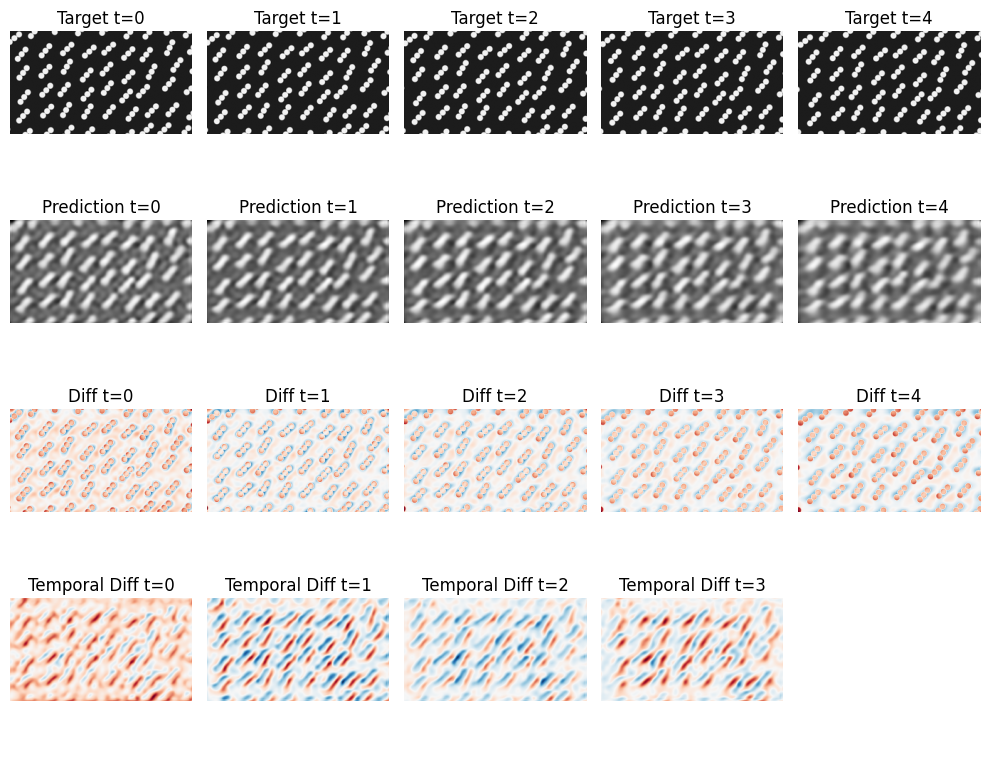 Target t=0
Target t=1
Target t=2
Target t=3
Target t=4
Prediction t=0
Prediction t=1
Prediction t=2
Prediction t=3
Prediction t=4
Diff t=0
Diff t=1
Diff t=2
Diff t=3
Diff t=4
Temporal Diff t=0
Temporal Diff t=1
Temporal Diff t=2
Temporal Diff t=3